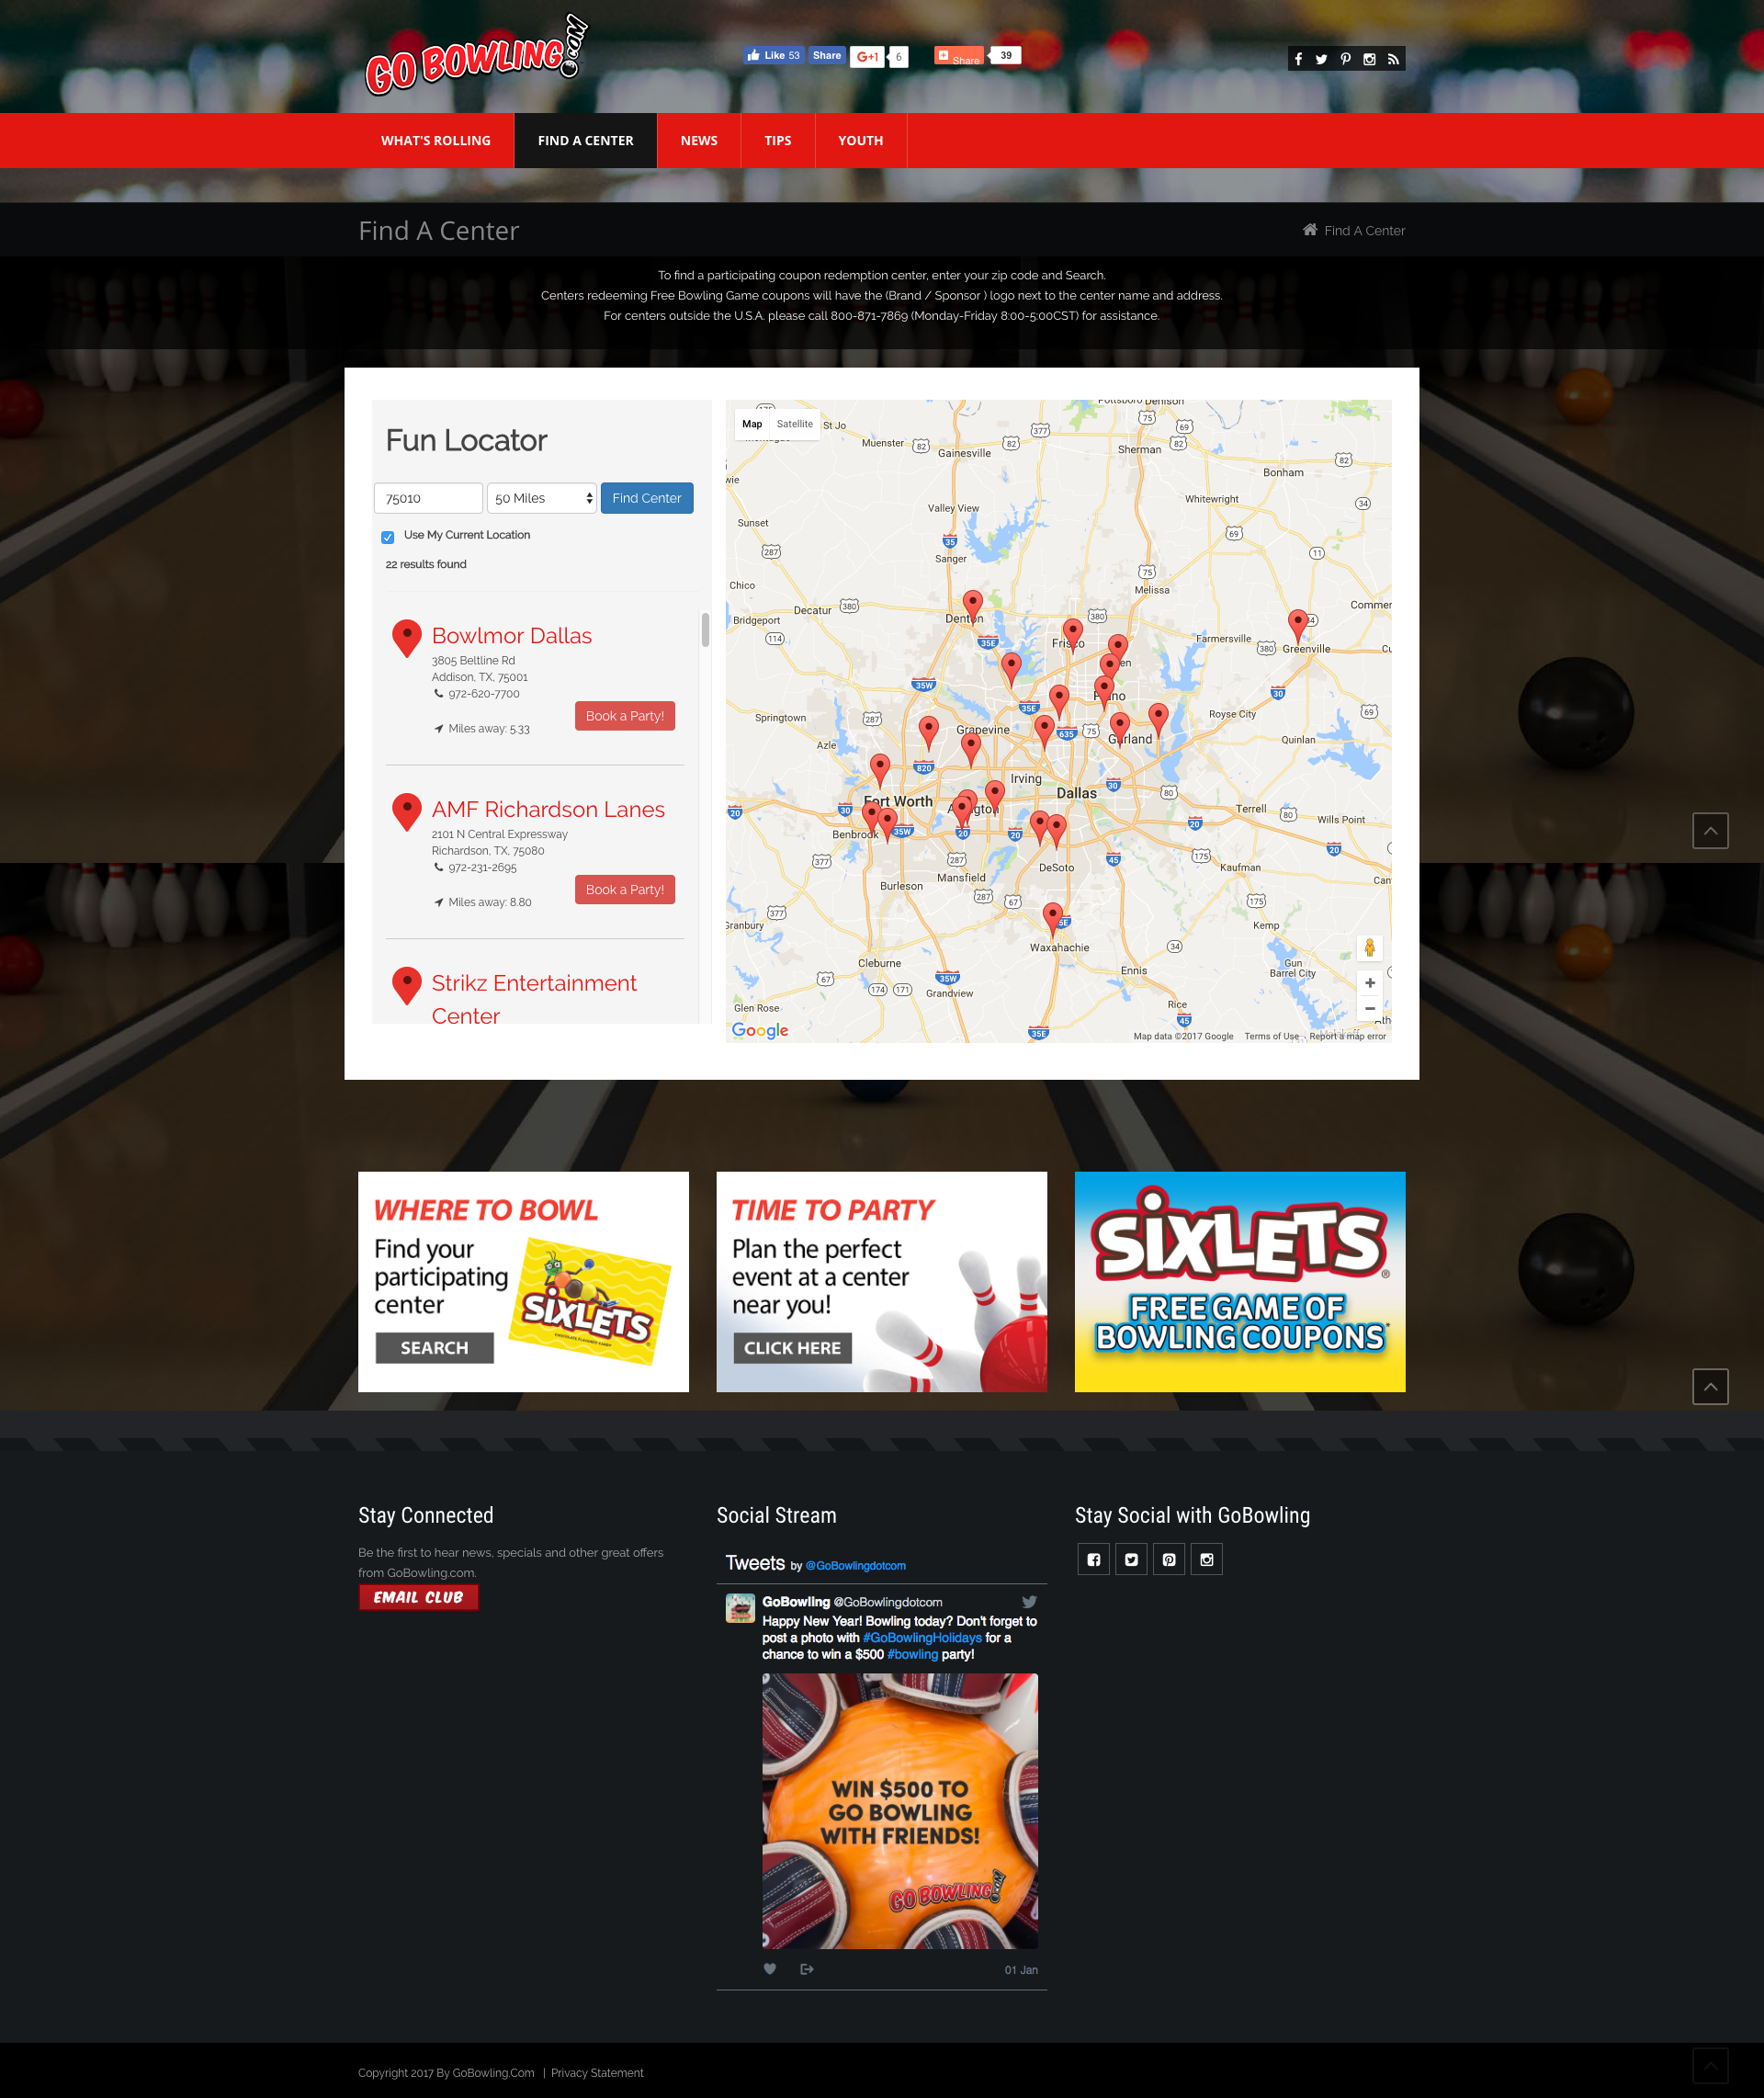 GO BOWLING.COM
Like 53 Share G+1 6 Share 39
WHAT'S ROLLING FIND A CENTER NEWS TIPS YOUTH
Find A Center
Find A Center
To find a participating coupon redemption center, enter your zip code and Search.
Centers redeeming Free Bowling Game coupons will have the (Brand / Sponsor ) logo next to the center name and address.
For centers outside the U.S.A. please call 800-871-7869 (Monday-Friday 8:00-5:00CST) for assistance.
Fun Locator
75010 50 Miles Find Center
Use My Current Location
22 results found
Bowlmor Dallas
3805 Beltline Rd
Addison, TX, 75001
972-620-7700
Book a Party!
Miles away: 5.33
AMF Richardson Lanes
2101 N Central Expressway
Richardson, TX, 75080
972-231-2695
Book a Party!
Miles away: 8.80
Strikz Entertainment
Center
Map Satellite
St Jo
Muenster
Gainesville
Sherman
Denison
Bonham
Whitewright
Valley View
Sunset
Sanger
Chico
Melissa
Decatur
Bridgeport
Denton
Frisco
Farmersville
Greenville
Plano
Springtown
Grapevine
Garland
Royse City
Azle
Quinlan
Irving
Dallas
Fort Worth
Arlington
Terrell
Wills Point
Benbrook
DeSoto
Kaufman
Mansfield
Burleson
Granbury
Kemp
Waxahachie
Cleburne
Ennis
Gun
Barrel City
Grandview
Glen Rose
Rice
Google
Map data ©2017 Google Terms of Use Report a map error
WHERE TO BOWL
Find your
participating
center
SEARCH
SIXLETS
TIME TO PARTY
Plan the perfect
event at a center
near you!
CLICK HERE
SIXLETS®
FREE GAME OF
BOWLING COUPONS*
Stay Connected
Be the first to hear news, specials and other great offers
from GoBowling.com.
EMAIL CLUB
Social Stream
Tweets by @GoBowlingdotcom
GoBowling @GoBowlingdotcom
Happy New Year! Bowling today? Don't forget to
post a photo with #GoBowlingHolidays for a
chance to win a $500 #bowling party!
WIN $500 TO
GO BOWLING
WITH FRIENDS!
GO BOWLING.COM
01 Jan
Stay Social with GoBowling
Copyright 2017 By GoBowling.Com | Privacy Statement